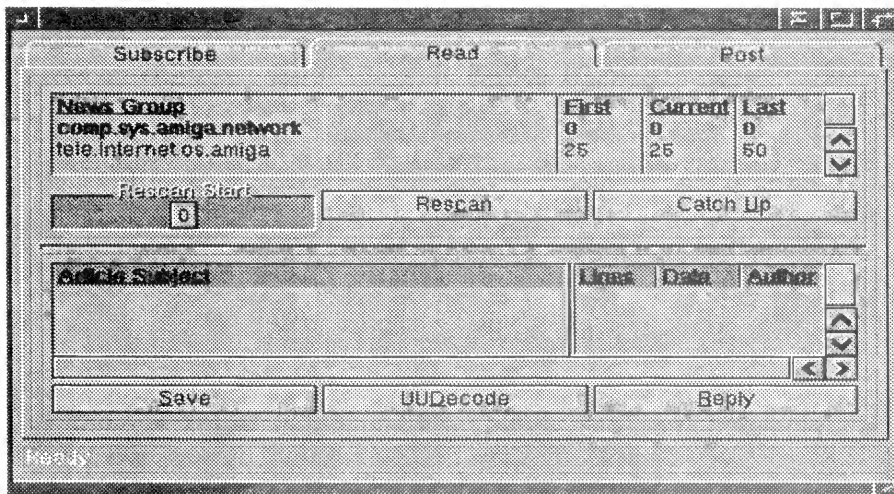 Subscribe Read Post
News Group First Current Last
comp.sys.amiga.network 0 0 0
tele.internet.os.amiga 25 25 50
Rescan Start
0
Rescan Catch Up
Article Subject Lines Date Author
Save UUDecode Reply
Ready